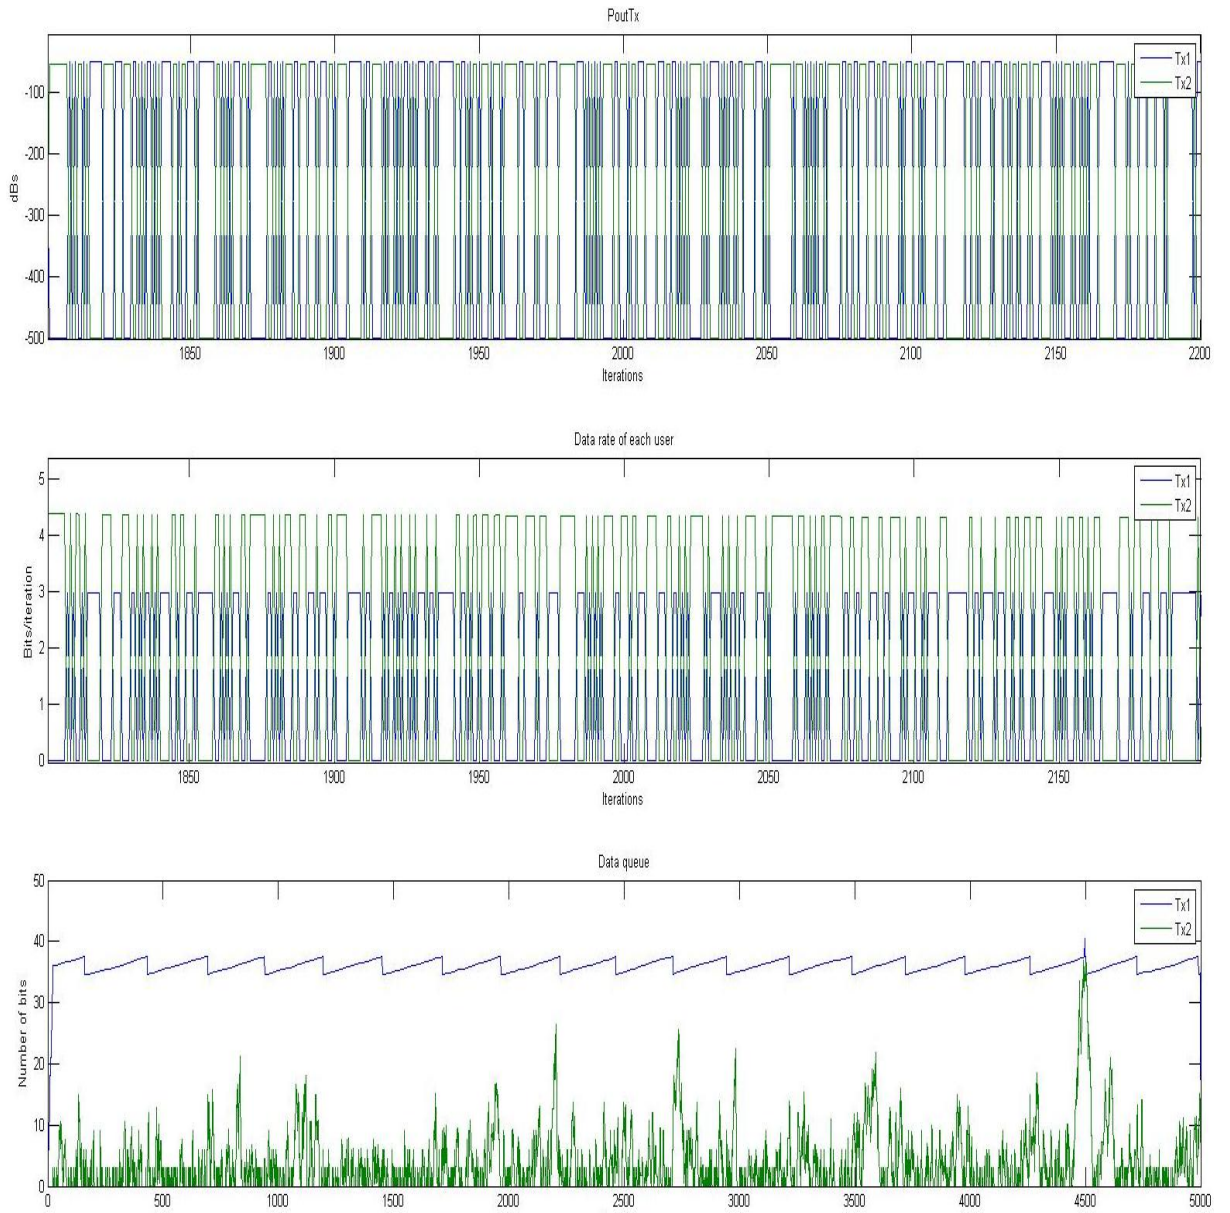 PoutTx
Tx1
Tx2
-100
-200
-300
-400
-500
dBs
1850 1900 1950 2000 2050 2100 2150 2200
Iterations
Data rate of each user
Tx1
Tx2
5
4
3
2
1
0
Bits/iteration
1850 1900 1950 2000 2050 2100 2150
Iterations
Data queue
Tx1
Tx2
50
40
30
20
10
0
Number of bits
0 500 1000 1500 2000 2500 3000 3500 4000 4500 5000